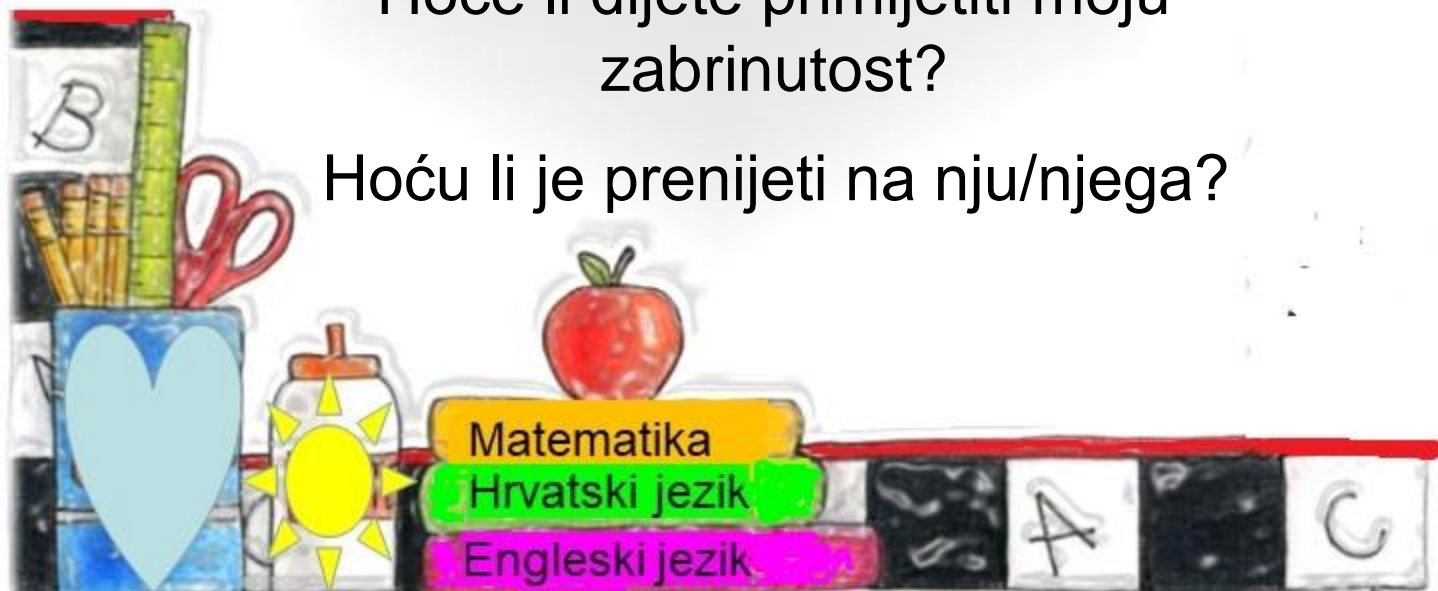 Hoće li dijete primijetiti moju
zabrinutost?
Hoću li je prenijeti na nju/njega?
B
Matematika
Hrvatski jezik
Engleski jezik
A
C